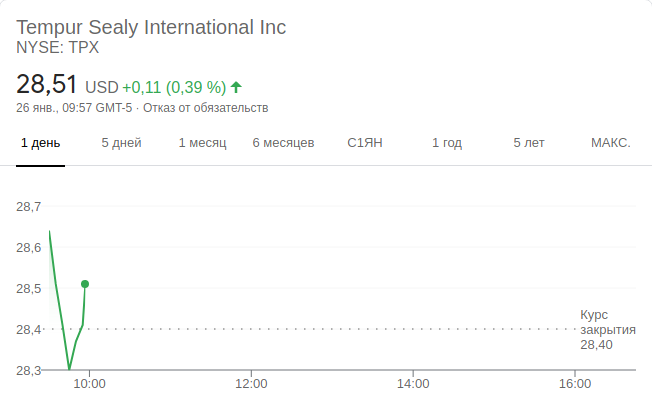 Tempur Sealy International Inc
NYSE: TPX
28,51 USD +0,11 (0,39 %)
26 янв., 09:57 GMT-5 · Отказ от обязательств
1 день 5 дней 1 месяц 6 месяцев С1ЯН 1 год 5 лет МАКС.
28,7
28,6
28,5
Курс
28,4 закрытия
28,40
28,3
10:00 12:00 14:00 16:00